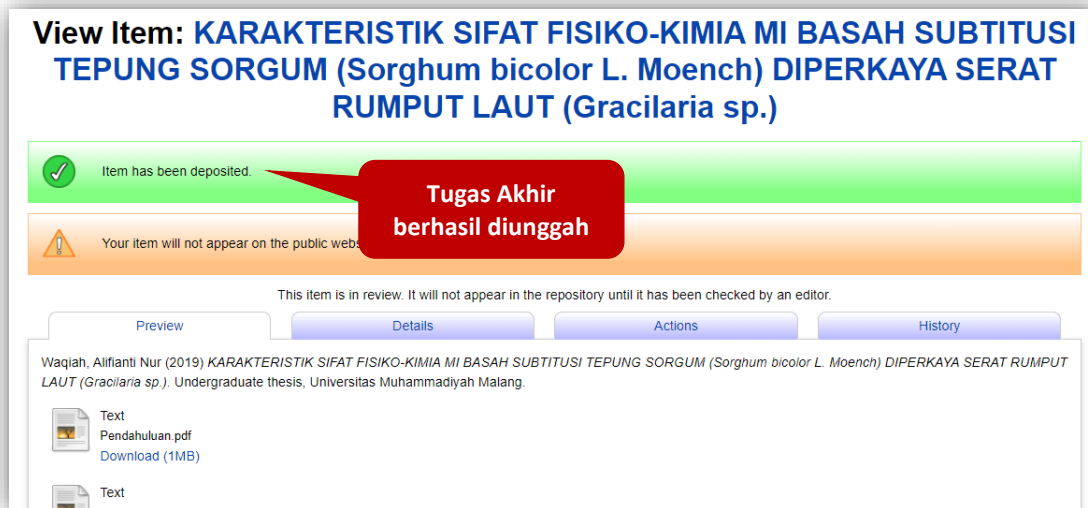 View Item: KARAKTERISTIK SIFAT FISIKO-KIMIA MI BASAH SUBTITUSI
TEPUNG SORGUM (Sorghum bicolor L. Moench) DIPERKAYA SERAT
RUMPUT LAUT (Gracilaria sp.)
Item has been deposited.
Tugas Akhir
berhasil diunggah
Your item will not appear on the public
This item is in review. It will not appear in the repository until it has been checked by an editor.
Preview Details Actions History
Waqiah, Alifianti Nur (2019) KARAKTERISTIK SIFAT FISIKO-KIMIA MI BASAH SUBTITUSI TEPUNG SORGUM (Sorghum bicolor L. Moench) DIPERKAYA SERAT RUMPUT
LAUT (Gracilaria sp.). Undergraduate thesis, Universitas Muhammadiyah Malang.
Text
Pendahuluan.pdf
Download (1MB)
Text